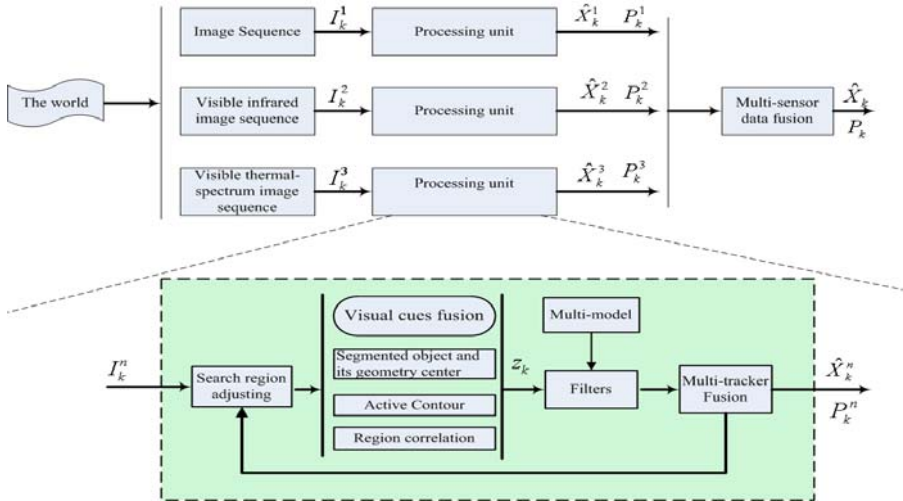 Image Sequence
I_k^1
Processing unit
X̂_k^1 P_k^1
The world
Visible infrared
image sequence
I_k^2
Processing unit
X̂_k^2 P_k^2
Multi-sensor
data fusion
X̂_k
P_k
Visible thermal-
spectrum image
sequence
I_k^3
Processing unit
X̂_k^3 P_k^3
I_k^n
Search region
adjusting
Visual cues fusion
Segmented object and
its geometry center
Active Contour
Region correlation
z_k
Multi-model
Filters
Multi-tracker
Fusion
X̂_k^n
P_k^n